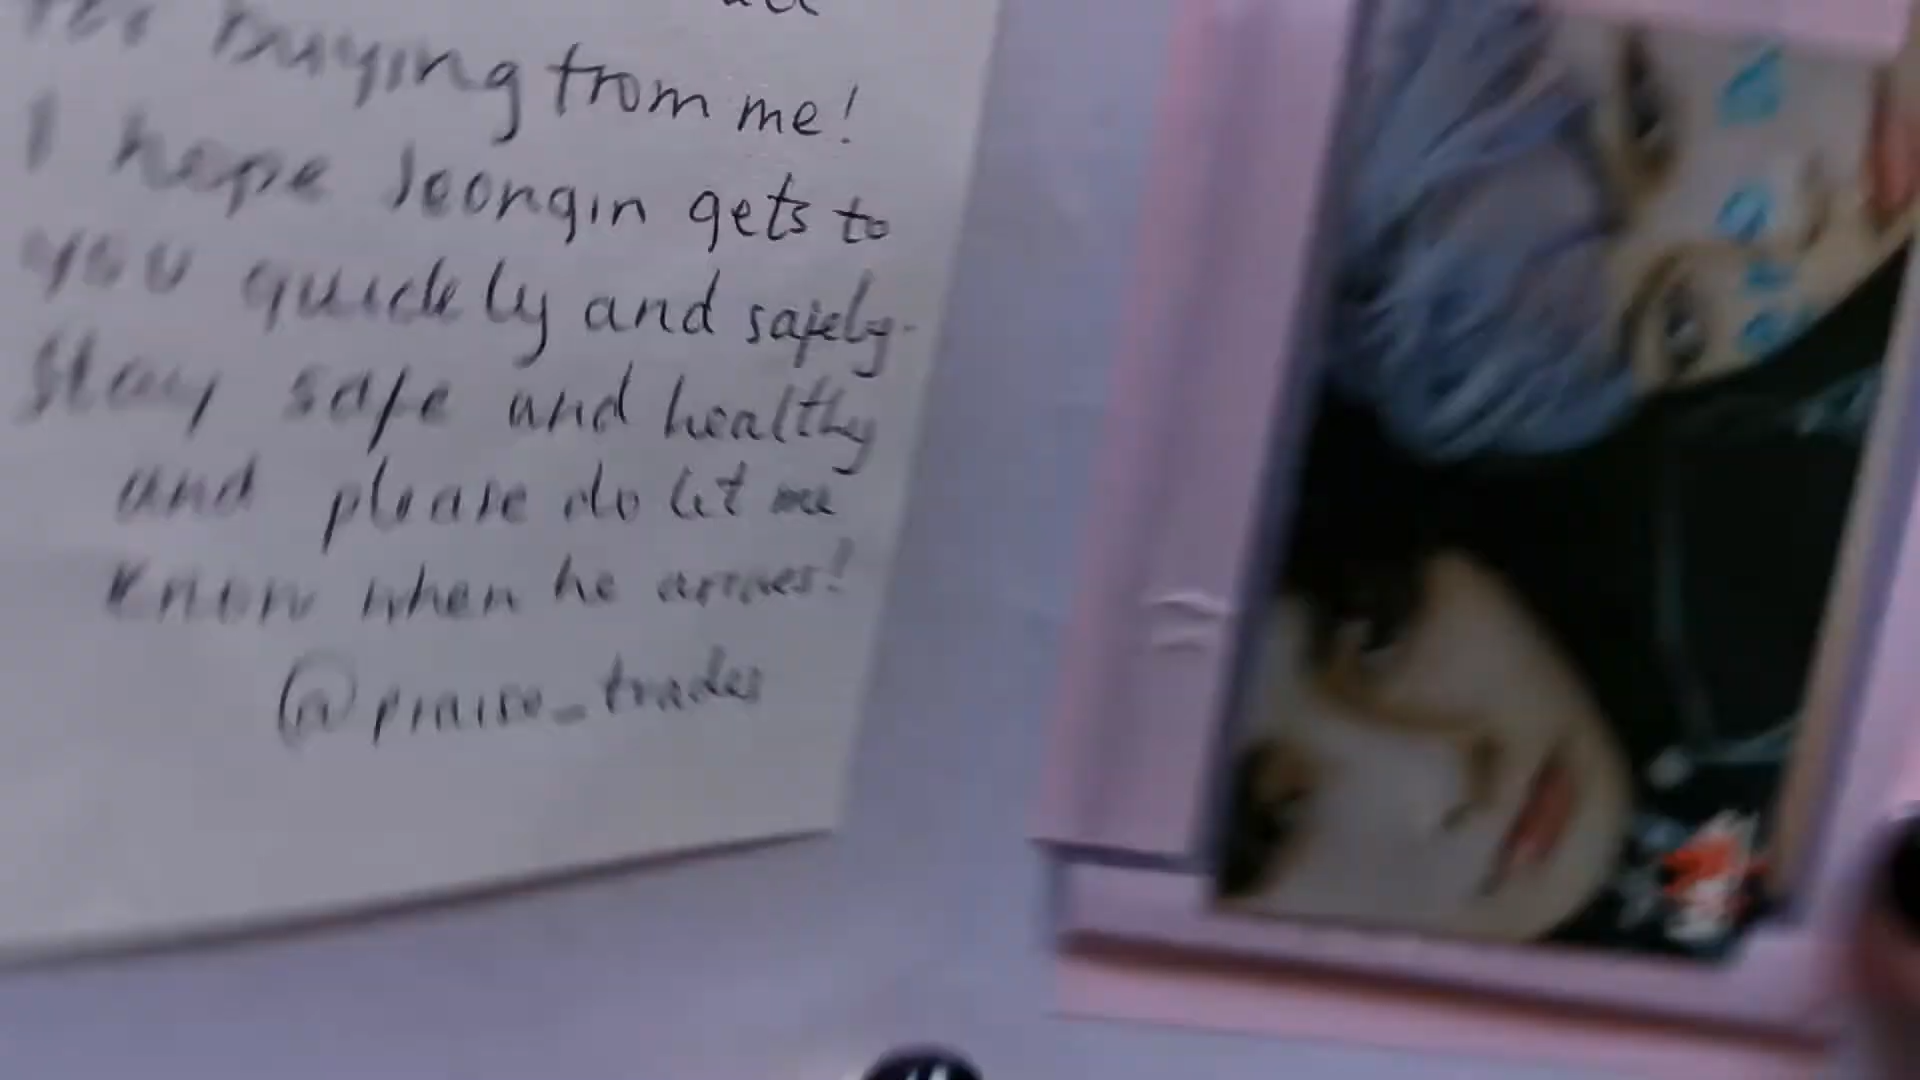 for buying from me!
I hope Jeongin gets to
you quickly and safely.
Stay safe and healthy
and please do let me
know when he arrives!
@praise_trades